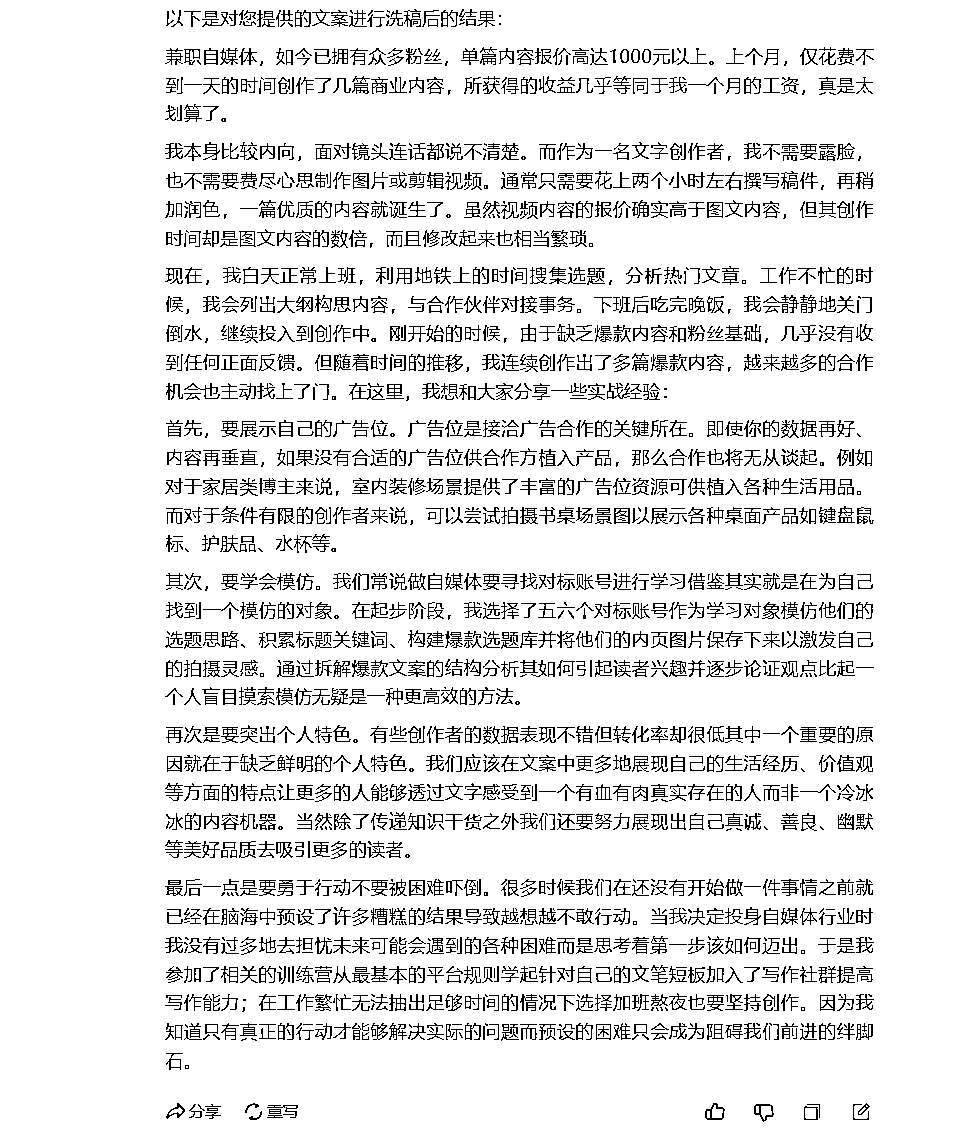 以下是对您提供的文案进行洗稿后的结果：
兼职自媒体，如今已拥有众多粉丝，单篇内容报价高达1000元以上。上个月，仅花费不
到一天的时间创作了几篇商业内容，所获得的收益几乎等同于我一个月的工资，真是太
划算了。
我本身比较内向，面对镜头连话都说不清楚。而作为一名文字创作者，我不需要露脸，
也不需要费尽心思制作图片或剪辑视频。通常只需要花上两个小时左右撰写稿件，再稍
加润色，一篇优质的内容就诞生了。虽然视频内容的报价确实高于图文内容，但其创作
时间却是图文内容的数倍，而且修改起来也相当繁琐。
现在，我白天正常上班，利用地铁上的时间搜集选题，分析热门文章。工作不忙的时
候，我会列出大纲构思内容，与合作伙伴对接事务。下班后吃完晚饭，我会静静地关门
倒水，继续投入到创作中。刚开始的时候，由于缺乏爆款内容和粉丝基础，几乎没有收
到任何正面反馈。但随着时间的推移，我连续创作出了多篇爆款内容，越来越多的合作
机会也主动找上了门。在这里，我想和大家分享一些实战经验：
首先，要展示自己的广告位。广告位是接洽广告合作的关键所在。即使你的数据再好、
内容再垂直，如果没有合适的广告位供合作方植入产品，那么合作也将无从谈起。例如
对于家居类博主来说，室内装修场景提供了丰富的广告位资源可供植入各种生活用品。
而对于条件有限的创作者来说，可以尝试拍摄书桌场景图以展示各种桌面产品如键盘鼠
标、护肤品、水杯等。
其次，要学会模仿。我们常说做自媒体要寻找对标账号进行学习借鉴其实就是在为自己
找到一个模仿的对象。在起步阶段，我选择了五六个对标账号作为学习对象模仿他们的
选题思路、积累标题关键词、构建爆款选题库并将他们的内页图片保存下来以激发自己
的拍摄灵感。通过拆解爆款文案的结构分析其如何引起读者兴趣并逐步论证观点比起一
个人盲目摸索模仿无疑是一种更高效的方法。
再次是要突出个人特色。有些创作者的数据表现不错但转化率却很低其中一个重要的原
因就在于缺乏鲜明的个人特色。我们应该在文案中更多地展现自己的生活经历、价值观
等方面的特点让更多的人能够透过文字感受到一个有血有肉真实存在的人而非一个冷冰
冰的内容机器。当然除了传递知识干货之外我们还要努力展现出自己真诚、善良、幽默
等美好品质去吸引更多的读者。
最后一点是要勇于行动不要被困难吓倒。很多时候我们在还没有开始做一件事情之前就
已经在脑海中预设了许多糟糕的结果导致越想越不敢行动。当我决定投身自媒体行业时
我没有过多地去担忧未来可能会遇到的各种困难而是思考着第一步该如何迈出。于是我
参加了相关的训练营从最基本的平台规则学起针对自己的文笔短板加入了写作社群提高
写作能力；在工作繁忙无法抽出足够时间的情况下选择加班熬夜也要坚持创作。因为我
知道只有真正的行动才能够解决实际的问题而预设的困难只会成为阻碍我们前进的绊脚
石。
分享 重写